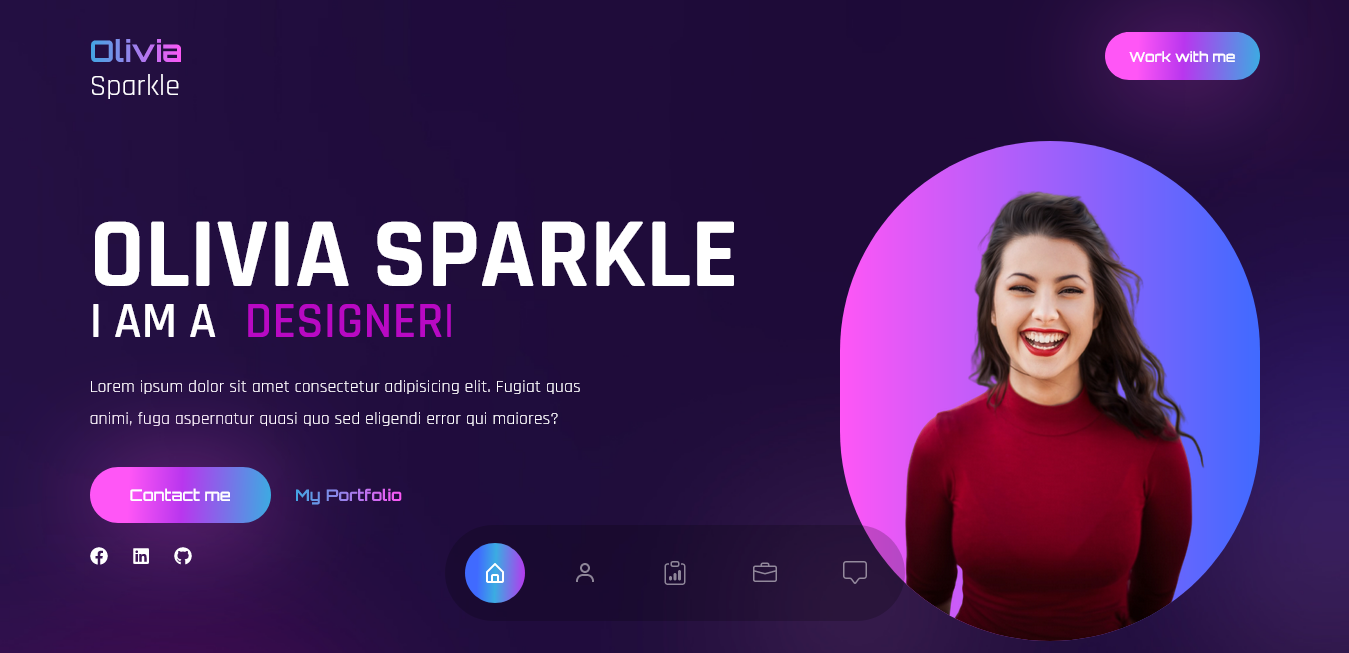 Olivia
Sparkle
Work with me
OLIVIA SPARKLE
I AM A DESIGNER
Lorem ipsum dolor sit amet consectetur adipisicing elit. Fugiat quas
animi, fuga aspernatur quasi quo sed eligendi error qui maiores?
Contact me
My Portfolio